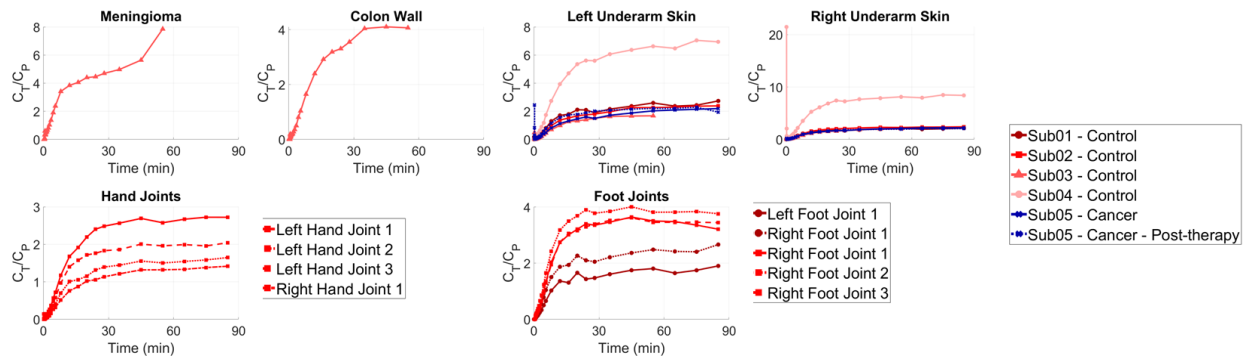 Meningioma
8
6
4
2
0
C_T/C_P
0
30
60
90
Time (min)
Colon Wall
4
2
0
C_T/C_P
0
30
60
90
Time (min)
Left Underarm Skin
8
6
4
2
0
C_T/C_P
0
30
60
90
Time (min)
Right Underarm Skin
20
10
0
C_T/C_P
0
30
60
90
Time (min)
Sub01 - Control
Sub02 - Control
Sub03 - Control
Sub04 - Control
Sub05 - Cancer
Sub05 - Cancer - Post-therapy
Hand Joints
3
2
1
0
C_T/C_P
0
30
60
90
Time (min)
Left Hand Joint 1
Left Hand Joint 2
Left Hand Joint 3
Right Hand Joint 1
Foot Joints
4
2
0
C_T/C_P
0
30
60
90
Time (min)
Left Foot Joint 1
Right Foot Joint 1
Right Foot Joint 1
Right Foot Joint 2
Right Foot Joint 3